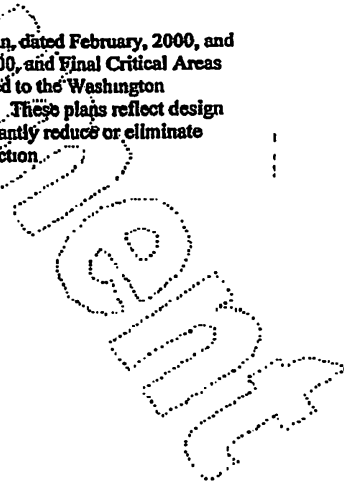 n, dated February, 2000, and
00, and Final Critical Areas
d to the Washington
These plans reflect design
antly reduce or eliminate
ction
ment